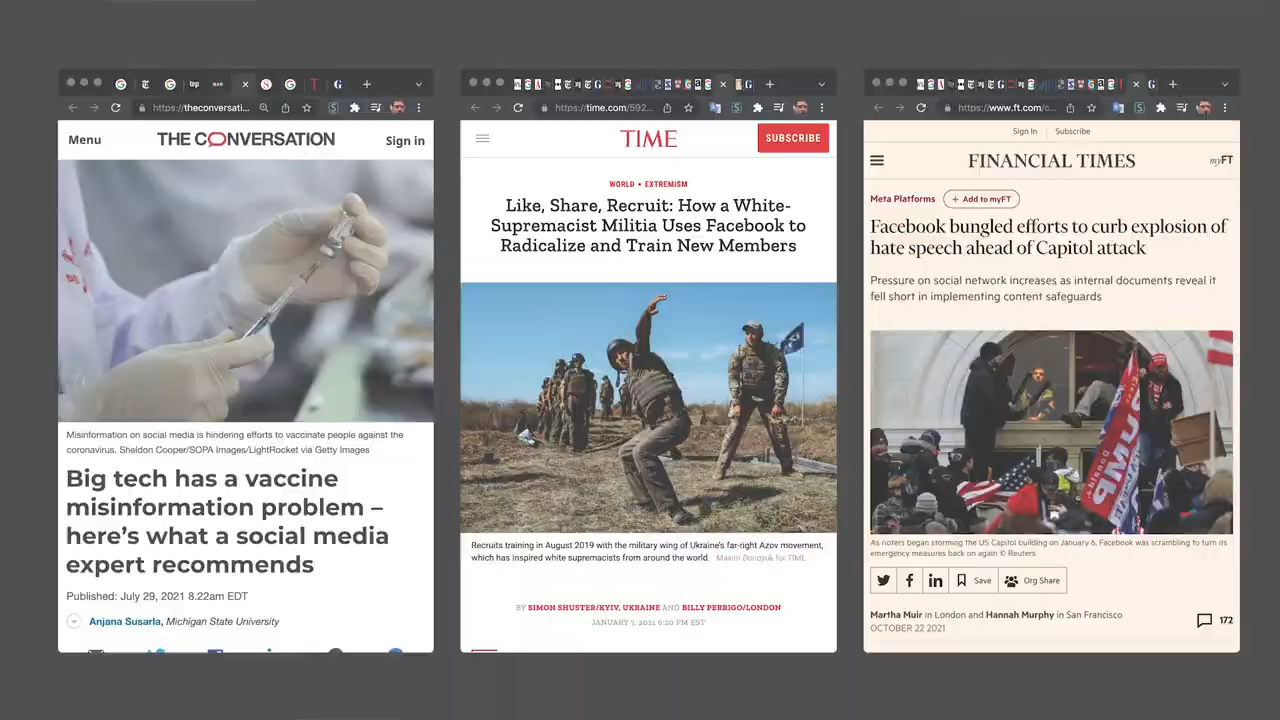 https://theconversati...
Menu
THE CONVERSATION
Sign in
Misinformation on social media is hindering efforts to vaccinate people against the
coronavirus. Sheldon Cooper/SOPA Images/LightRocket via Getty Images
Big tech has a vaccine
misinformation problem –
here's what a social media
expert recommends
Published: July 29, 2021 8.22am EDT
Anjana Susarla, Michigan State University
https://time.com/592...
TIME
SUBSCRIBE
WORLD • EXTREMISM
Like, Share, Recruit: How a White-
Supremacist Militia Uses Facebook to
Radicalize and Train New Members
Recruits training in August 2019 with the military wing of Ukraine's far-right Azov movement,
which has inspired white supremacists from around the world. Maxim Dondyuk for TIME
BY SIMON SHUSTER/KYIV, UKRAINE AND BILLY PERRIGO/LONDON
JANUARY 7, 2021 6:20 PM EST
https://www.ft.com/c...
Sign In Subscribe
FINANCIAL TIMES
myFT
Meta Platforms + Add to myFT
Facebook bungled efforts to curb explosion of
hate speech ahead of Capitol attack
Pressure on social network increases as internal documents reveal it
fell short in implementing content safeguards
TRUMP
As rioters began storming the US Capitol building on January 6, Facebook was scrambling to turn its
emergency measures back on again © Reuters
Save
Org Share
Martha Muir in London and Hannah Murphy in San Francisco
OCTOBER 22 2021
172